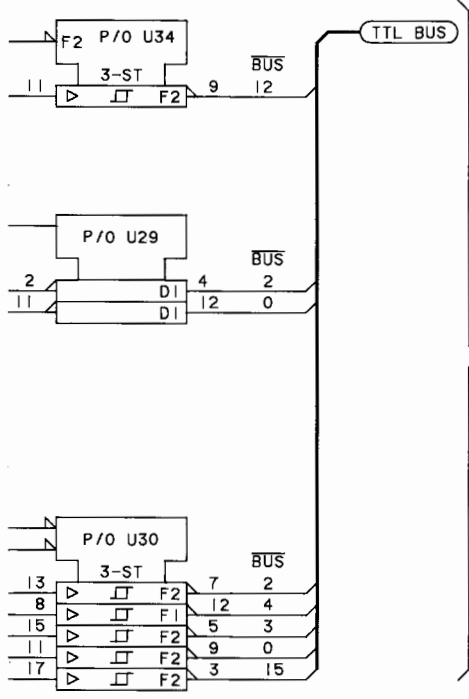 F2 P/O U34 TTL BUS
3-ST BUS
11 F2 9 12
P/O U29
BUS
2 D1 4 2
11 D1 12 0
P/O U30
3-ST BUS
13 F2 7 2
8 F1 12 4
15 F2 5 3
11 F2 9 0
17 F2 3 15